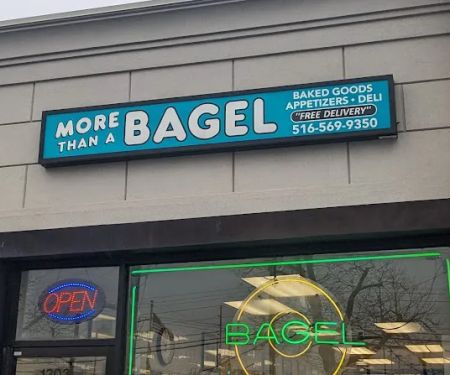 MORE
THAN A
BAGEL
BAKED GOODS
APPETIZERS • DELI
"FREE DELIVERY"
516-569-9350
OPEN
BAGEL